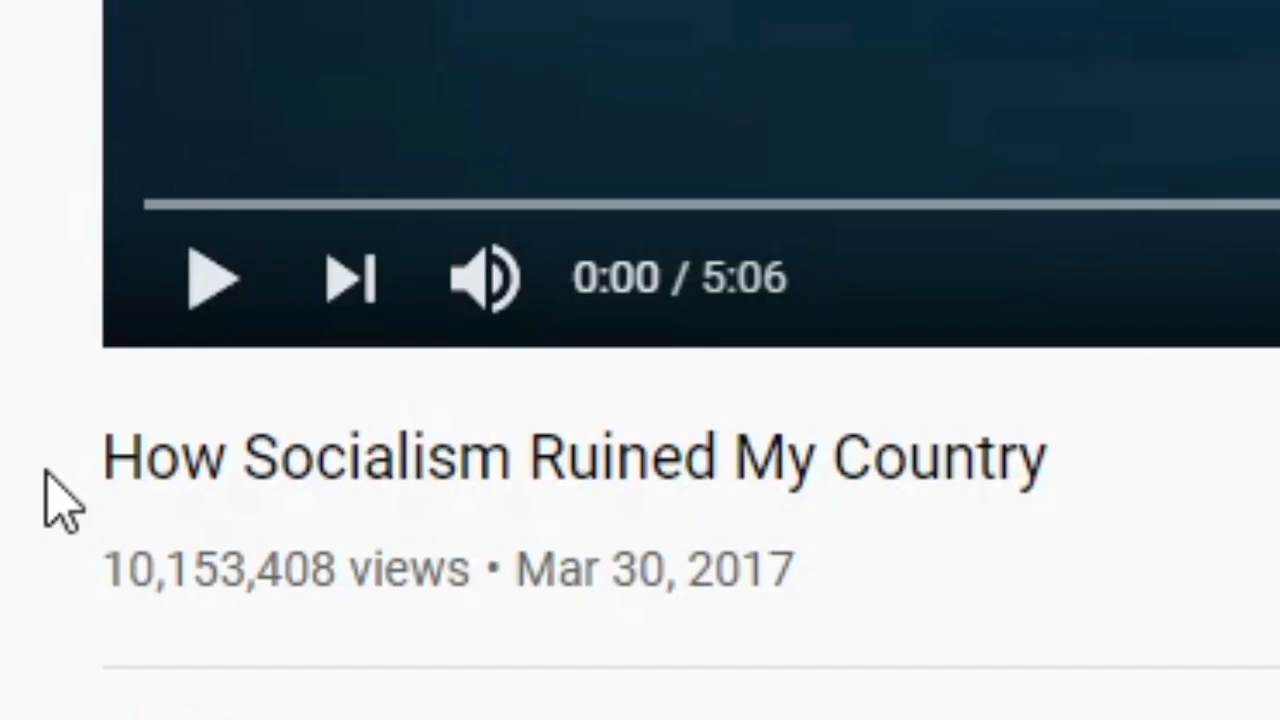 0:00 / 5:06
How Socialism Ruined My Country
10,153,408 views • Mar 30, 2017